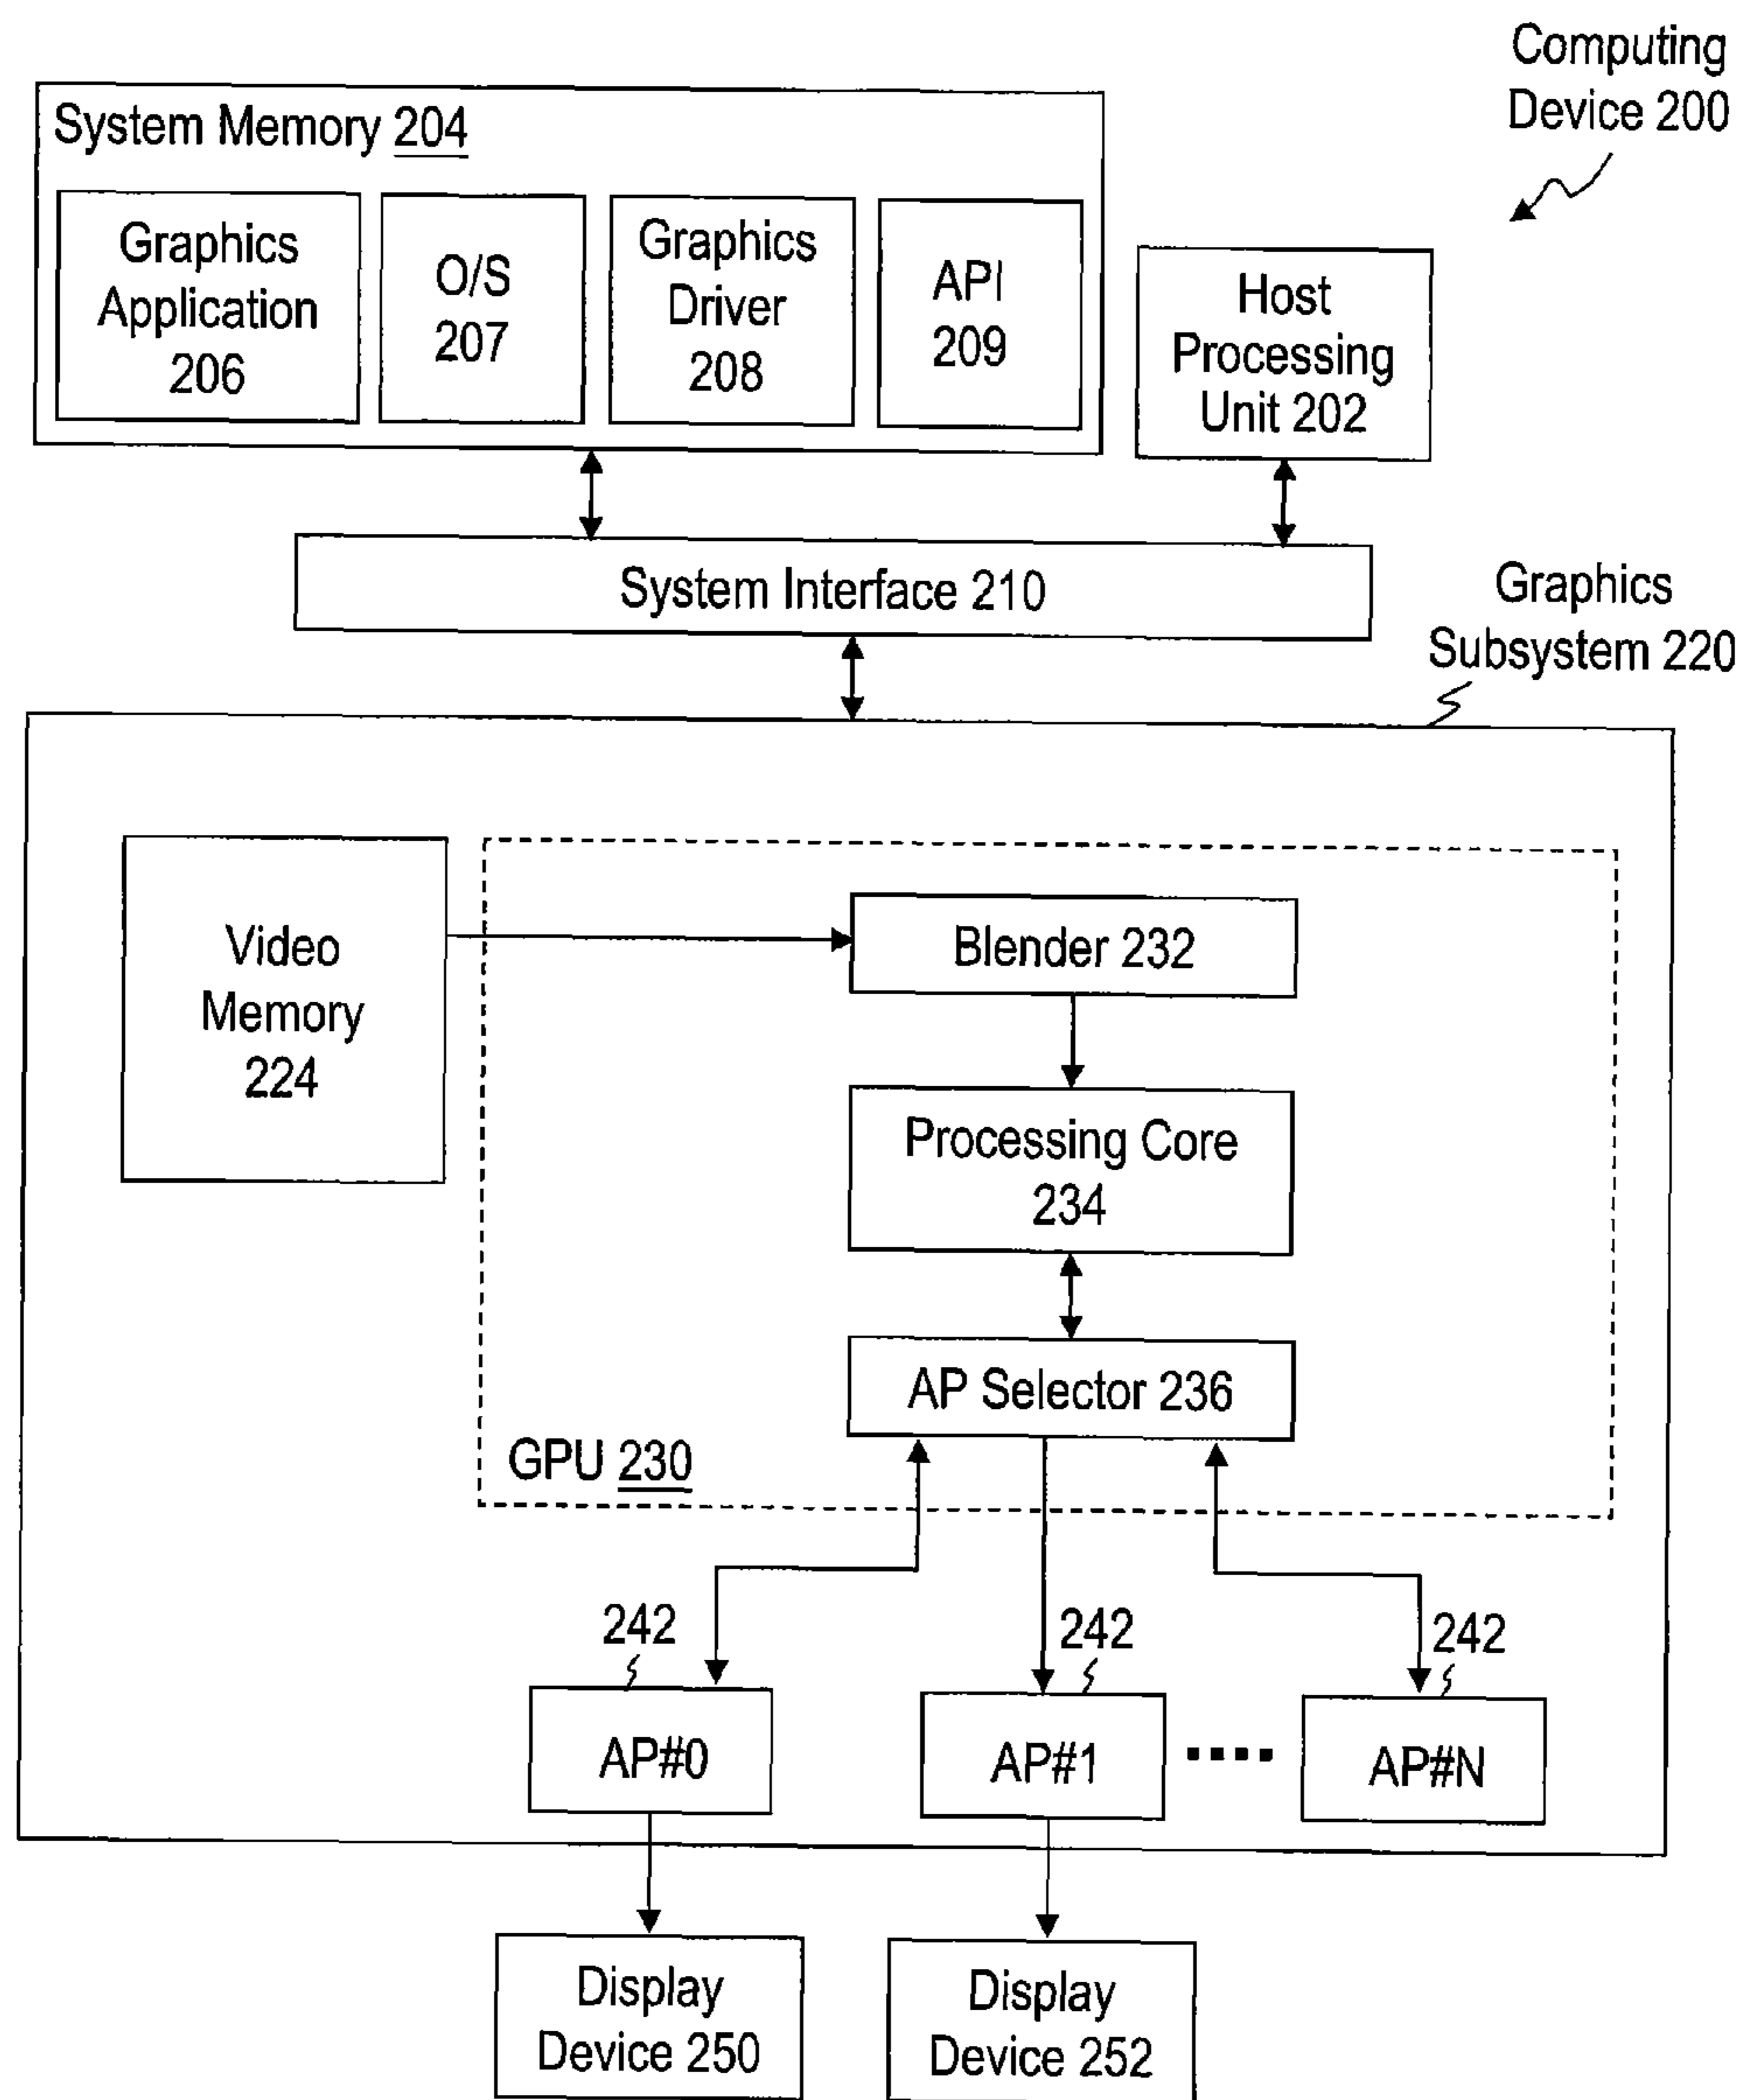 Computing
Device 200
System Memory 204
Graphics
Application
206
O/S
207
Graphics
Driver
208
API
209
Host
Processing
Unit 202
System Interface 210
Graphics
Subsystem 220
Video
Memory
224
Blender 232
Processing Core
234
AP Selector 236
GPU 230
242
242
242
AP#0
AP#1
AP#N
Display
Device 250
Display
Device 252